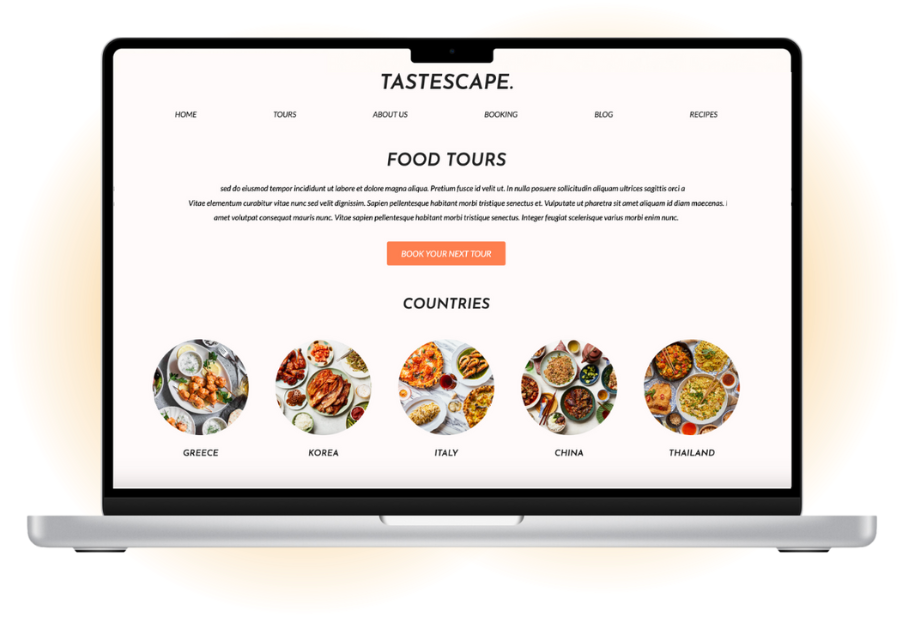 TASTESCAPE.
HOME TOURS ABOUT US BOOKING BLOG RECIPES
FOOD TOURS
sed do eiusmod tempor incididunt ut labore et dolore magna aliqua. Pretium fusce id velit ut. In nulla posuere sollicitudin aliquam ultrices sagittis orci a
Vitae elementum curabitur vitae nunc sed velit dignissim. Sapien pellentesque habitant morbi tristique senectus et. Vulputate ut pharetra sit amet aliquam id diam maecenas.
amet volutpat consequat mauris nunc. Vitae sapien pellentesque habitant morbi tristique senectus. Integer feugiat scelerisque varius morbi enim nunc.
BOOK YOUR NEXT TOUR
COUNTRIES
GREECE KOREA ITALY CHINA THAILAND